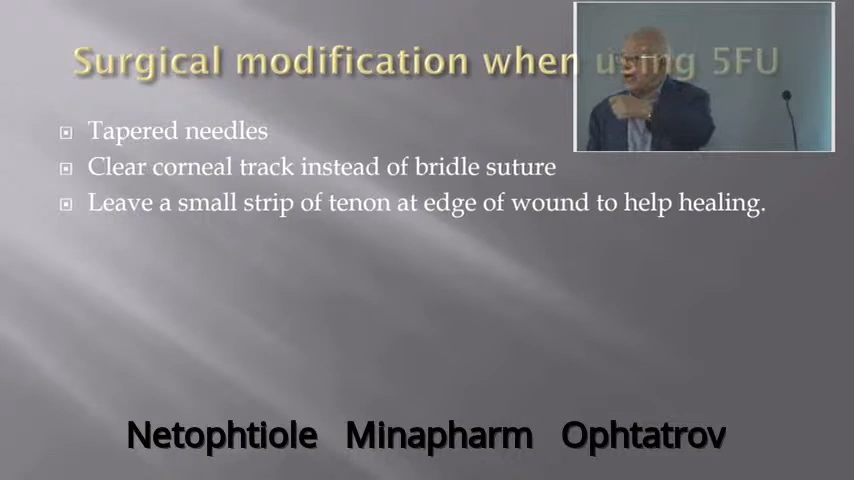 Surgical modification when using 5FU
Tapered needles
Clear corneal track instead of bridle suture
Leave a small strip of tenon at edge of wound to help healing.
Netophtiole Minapharm Ophtatrov